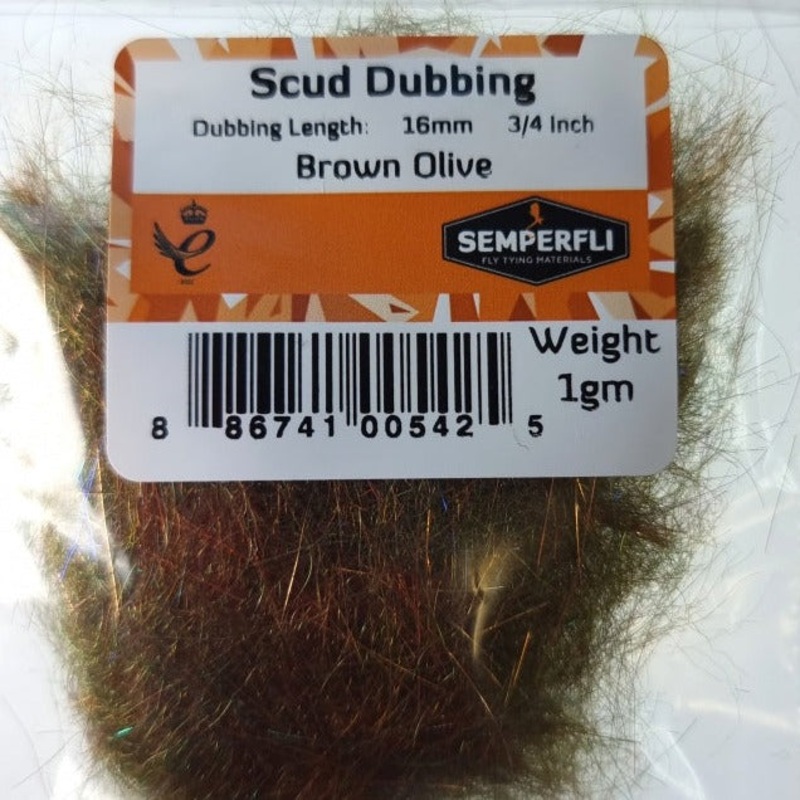 Scud Dubbing
Dubbing Length: 16mm 3/4 Inch
Brown Olive
SEMPERFLI
FLY TYING MATERIALS
Weight
1gm
8 86741 00542 5